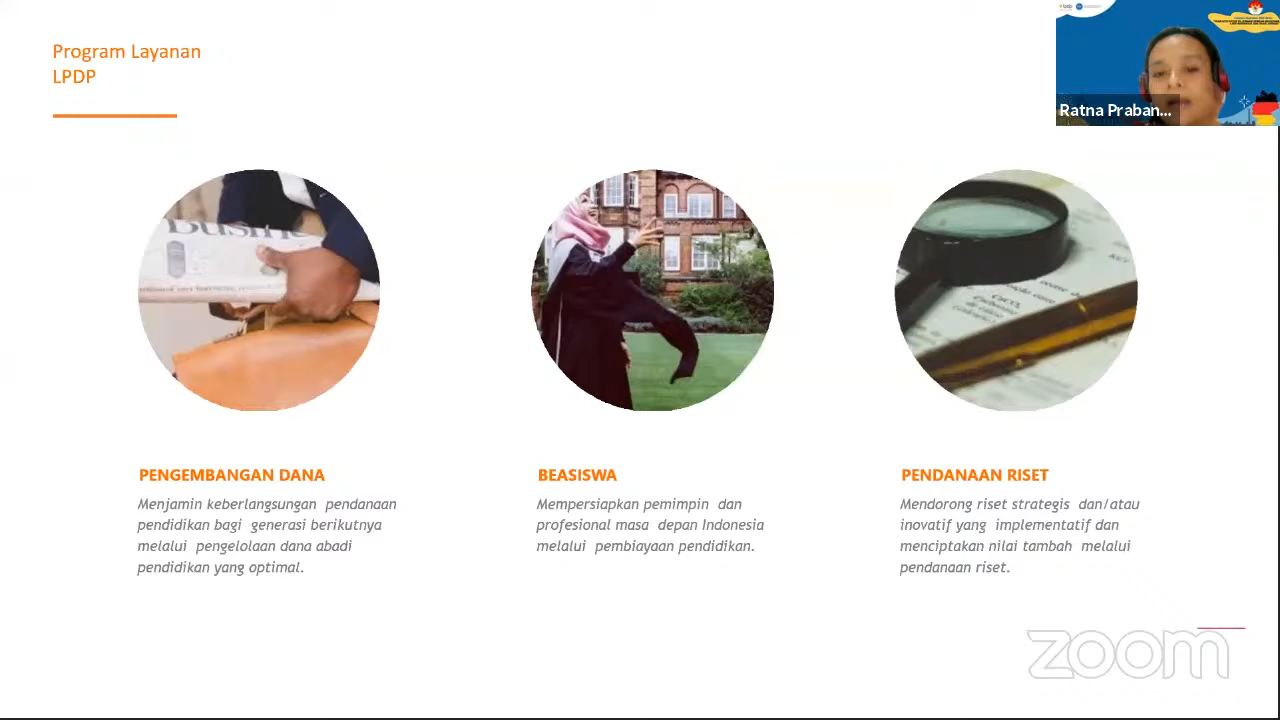 Program Layanan
LPDP
Ratna Praban...
Busin
PENGEMBANGAN DANA
Menjamin keberlangsungan pendanaan
pendidikan bagi generasi berikutnya
melalui pengelolaan dana abadi
pendidikan yang optimal.
BEASISWA
Mempersiapkan pemimpin dan
profesional masa depan Indonesia
melalui pembiayaan pendidikan.
PENDANAAN RISET
Mendorong riset strategis dan/atau
inovatif yang implementatif dan
menciptakan nilai tambah melalui
pendanaan riset.
zoom